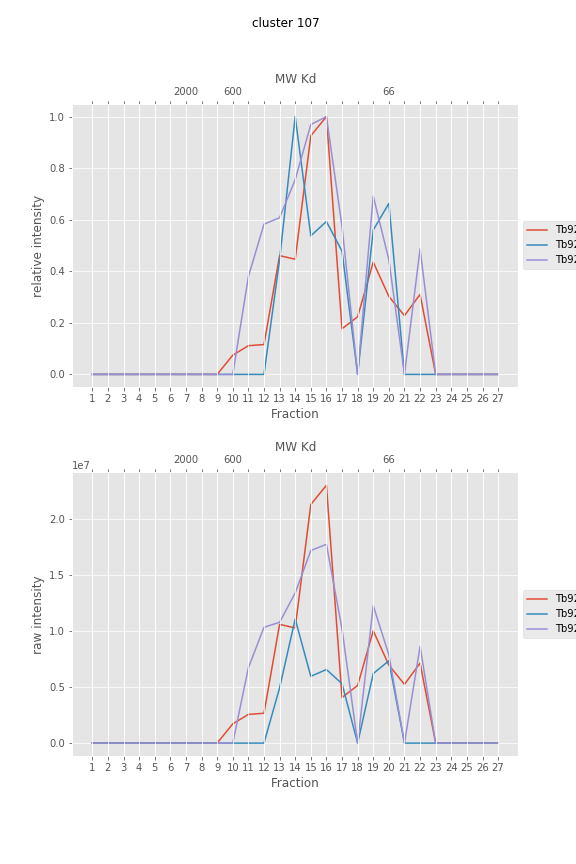 cluster 107
MW Kd
2000 600 66
1.0
0.8
0.6
0.4
0.2
0.0
relative intensity
Tb92
Tb92
Tb92
1 2 3 4 5 6 7 8 9 10 11 12 13 14 15 16 17 18 19 20 21 22 23 24 25 26 27
Fraction
MW Kd
2000 600 66
1e7
2.0
1.5
1.0
0.5
0.0
raw intensity
Tb92
Tb92
Tb92
1 2 3 4 5 6 7 8 9 10 11 12 13 14 15 16 17 18 19 20 21 22 23 24 25 26 27
Fraction